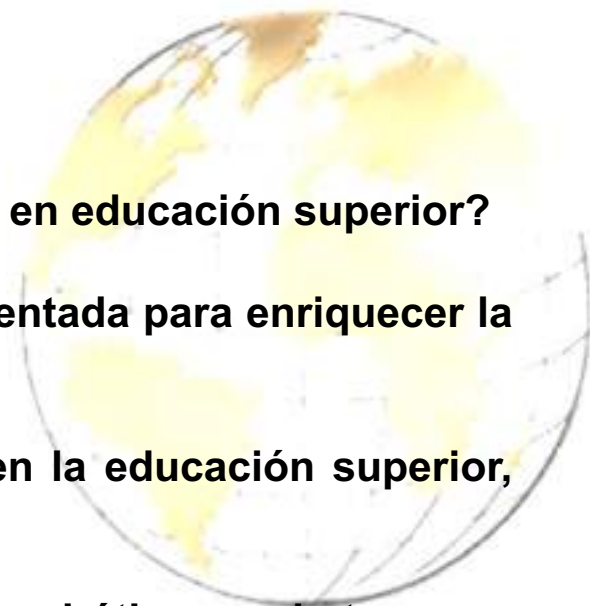 en educación superior?
entada para enriquecer la
en la educación superior,